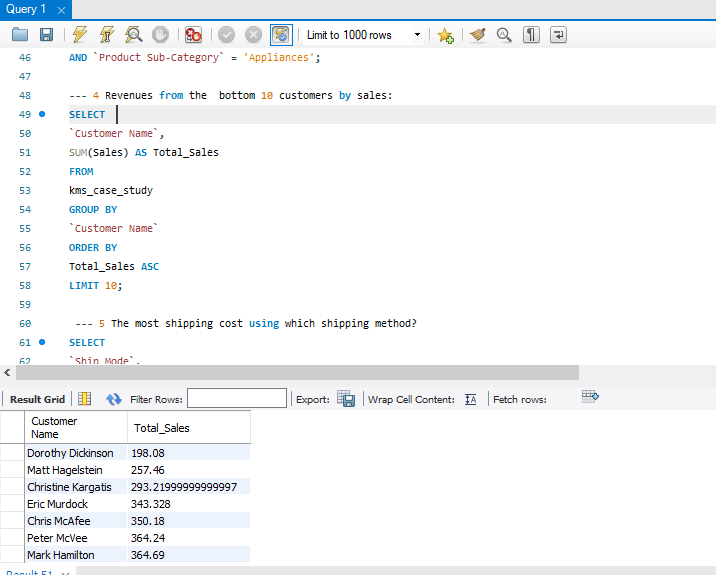 Query 1
Limit to 1000 rows
46 AND `Product Sub-Category` = 'Appliances';
47
48 --- 4 Revenues from the  bottom 10 customers by sales:
49 SELECT
50 `Customer Name`,
51 SUM(Sales) AS Total_Sales
52 FROM
53 kms_case_study
54 GROUP BY
55 `Customer Name`
56 ORDER BY
57 Total_Sales ASC
58 LIMIT 10;
59
60 --- 5 The most shipping cost using which shipping method?
61 SELECT
62 `Ship Mode`,
Result Grid Filter Rows: Export: Wrap Cell Content: IA Fetch rows:
Customer Name Total_Sales
Dorothy Dickinson 198.08
Matt Hagelstein 257.46
Christine Kargatis 293.21999999999997
Eric Murdock 343.328
Chris McAfee 350.18
Peter McVee 364.24
Mark Hamilton 364.69
Result 51